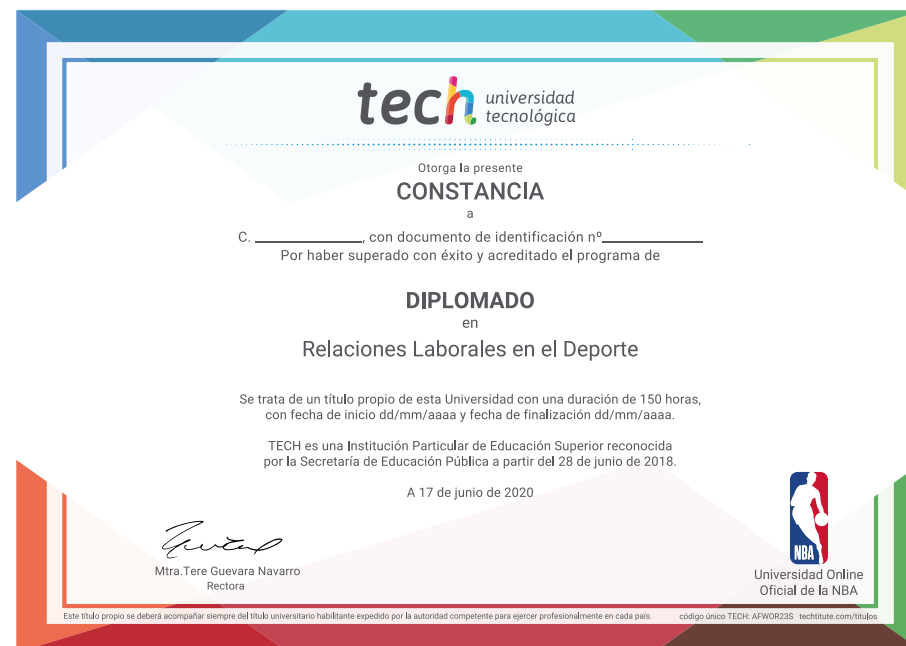 tech universidad
tecnológica
Otorga la presente
CONSTANCIA
a
C. ______________, con documento de identificación nº______________
Por haber superado con éxito y acreditado el programa de
DIPLOMADO
en
Relaciones Laborales en el Deporte
Se trata de un título propio de esta Universidad con una duración de 150 horas,
con fecha de inicio dd/mm/aaaa y fecha de finalización dd/mm/aaaa.
TECH es una Institución Particular de Educación Superior reconocida
por la Secretaría de Educación Pública a partir del 28 de junio de 2018.
A 17 de junio de 2020
Mtra.Tere Guevara Navarro
Rectora
NBA
Universidad Online
Oficial de la NBA
Este título propio se deberá acompañar siempre del título universitario habilitante expedido por la autoridad competente para ejercer profesionalmente en cada país. código único TECH: AFWOR23S techtitute.com/titulos